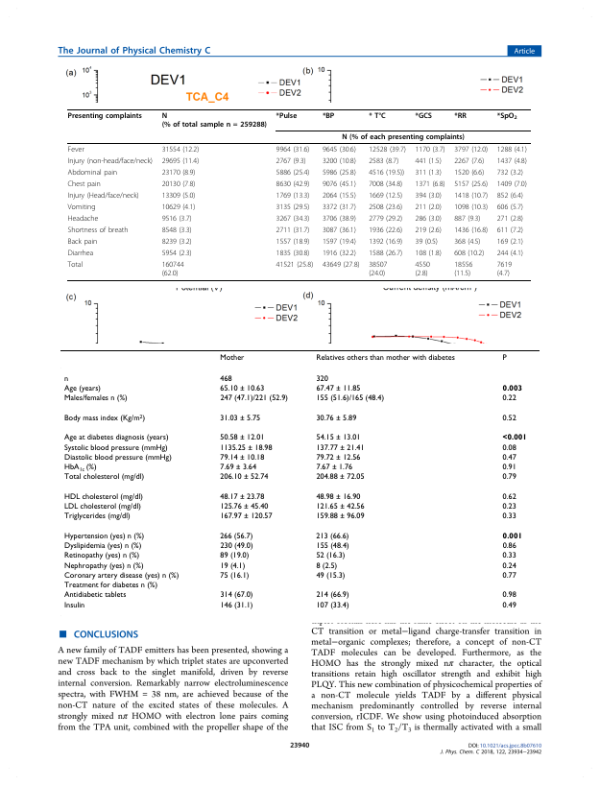 The Journal of Physical Chemistry C
Article
(a)
DEV1
TCA_C4
DEV1
DEV2
(b)
DEV1
DEV2
Presenting complaints N *Pulse *BP * T°C *GCS *RR *SpO2
(% of total sample n = 259288)
N (% of each presenting complaints)
Fever 31554 (12.2) 9964 (31.6) 9645 (30.6) 12528 (39.7) 1170 (3.7) 3797 (12.0) 1288 (4.1)
Injury (non-head/face/neck) 29695 (11.4) 2767 (9.3) 3200 (10.8) 2583 (8.7) 441 (1.5) 2267 (7.6) 1437 (4.8)
Abdominal pain 23170 (8.9) 5886 (25.4) 5986 (25.8) 4516 (19.5)) 311 (1.3) 1520 (6.6) 732 (3.2)
Chest pain 20130 (7.8) 8630 (42.9) 9076 (45.1) 7008 (34.8) 1371 (6.8) 5157 (25.6) 1409 (7.0)
Injury (Head/face/neck) 13309 (5.0) 1769 (13.3) 2064 (15.5) 1669 (12.5) 394 (3.0) 1418 (10.7) 852 (6.4)
Vomiting 10629 (4.1) 3135 (29.5) 3372 (31.7) 2508 (23.6) 211 (2.0) 1098 (10.3) 606 (5.7)
Headache 9516 (3.7) 3267 (34.3) 3706 (38.9) 2779 (29.2) 286 (3.0) 887 (9.3) 271 (2.8)
Shortness of breath 8548 (3.3) 2711 (31.7) 3087 (36.1) 1936 (22.6) 219 (2.6) 1436 (16.8) 611 (7.2)
Back pain 8239 (3.2) 1557 (18.9) 1597 (19.4) 1392 (16.9) 39 (0.5) 368 (4.5) 169 (2.1)
Diarrhea 5954 (2.3) 1835 (30.8) 1916 (32.2) 1588 (26.7) 108 (1.8) 608 (10.2) 244 (4.1)
Total 160744 41521 (25.8) 43649 (27.8) 38507 4550 18556 7619
(62.0) (24.0) (2.8) (11.5) (4.7)
(c)
10
DEV1
DEV2
(d)
10
DEV1
DEV2
Mother Relatives others than mother with diabetes P
n 468 320
Age (years) 65.10 ± 10.63 67.47 ± 11.85 0.003
Males/females n (%) 247 (47.1)/221 (52.9) 155 (51.6)/165 (48.4) 0.22
Body mass index (Kg/m²) 31.03 ± 5.75 30.76 ± 5.89 0.52
Age at diabetes diagnosis (years) 50.58 ± 12.01 54.15 ± 13.01 <0.001
Systolic blood pressure (mmHg) 1135.25 ± 18.98 137.77 ± 21.41 0.08
Diastolic blood pressure (mmHg) 79.14 ± 10.18 79.72 ± 12.56 0.47
HbA1c (%) 7.69 ± 3.64 7.67 ± 1.76 0.91
Total cholesterol (mg/dl) 206.10 ± 52.74 204.88 ± 72.05 0.79
HDL cholesterol (mg/dl) 48.17 ± 23.78 48.98 ± 16.90 0.62
LDL cholesterol (mg/dl) 125.76 ± 45.40 121.65 ± 42.56 0.23
Triglycerides (mg/dl) 167.97 ± 120.57 159.88 ± 96.09 0.33
Hypertension (yes) n (%) 266 (56.7) 213 (66.6) 0.001
Dyslipidemia (yes) n (%) 230 (49.0) 155 (48.4) 0.86
Retinopathy (yes) n (%) 89 (19.0) 52 (16.3) 0.33
Nephropathy (yes) n (%) 19 (4.1) 8 (2.5) 0.24
Coronary artery disease (yes) n (%) 75 (16.1) 49 (15.3) 0.77
Treatment for diabetes n (%)
Antidiabetic tablets 314 (67.0) 214 (66.9) 0.98
Insulin 146 (31.1) 107 (33.4) 0.49
■ CONCLUSIONS
A new family of TADF emitters has been presented, showing a
new TADF mechanism by which triplet states are upconverted
and cross back to the singlet manifold, driven by reverse
internal conversion. Remarkably narrow electroluminescence
spectra, with FWHM = 38 nm, are achieved because of the
non-CT nature of the excited states of these molecules. A
strongly mixed nπ HOMO with electron lone pairs coming
from the TPA unit, combined with the propeller shape of the
CT transition or metal−ligand charge-transfer transition in
metal−organic complexes; therefore, a concept of non-CT
TADF molecules can be developed. Furthermore, as the
HOMO has the strongly mixed nπ character, the optical
transitions retain high oscillator strength and exhibit high
PLQY. This new combination of physicochemical properties of
a non-CT molecule yields TADF by a different physical
mechanism predominantly controlled by reverse internal
conversion, rICDF. We show using photoinduced absorption
that ISC from S1 to T2/T3 is thermally activated with a small
23940
DOI: 10.1021/acs.jpcc.8b07610
J. Phys. Chem. C 2018, 122, 23934−23942